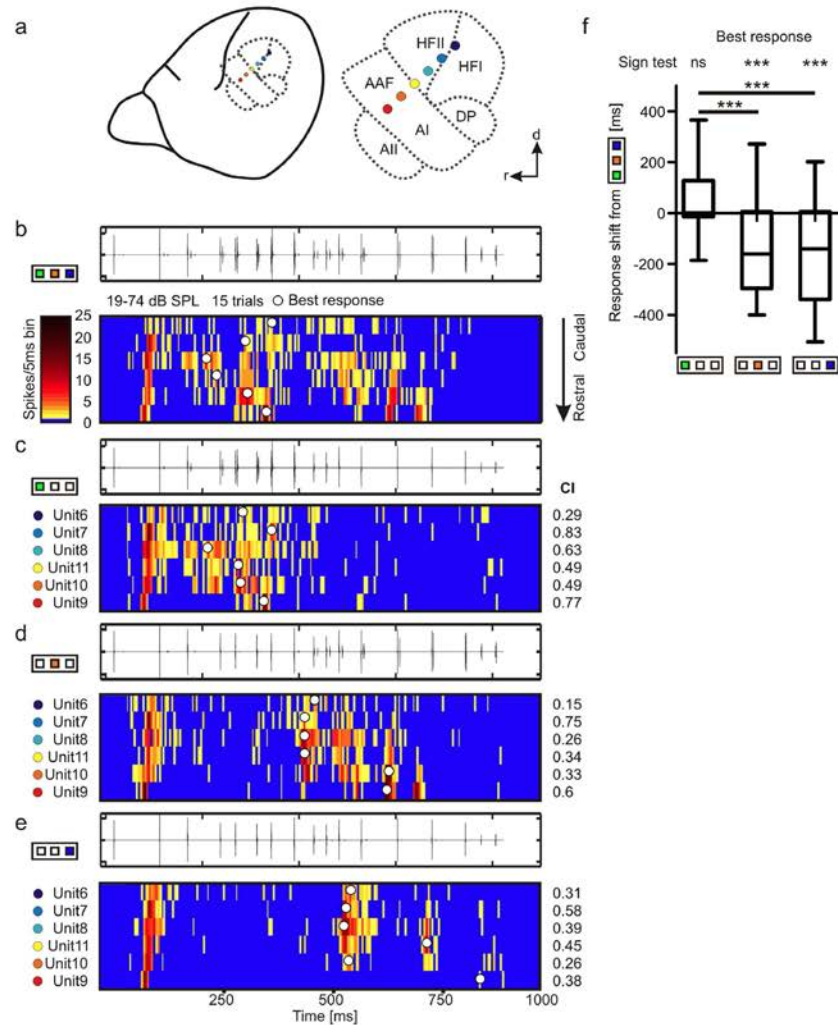 a
HFII
HFI
AAF
DP
AI
AII
d
r
b
19-74 dB SPL 15 trials Best response
25
20
15
10
5
0
Spikes/5ms bin
Caudal
Rostral
c
CI
Unit6 0.29
Unit7 0.83
Unit8 0.63
Unit11 0.49
Unit10 0.49
Unit9 0.77
d
Unit6 0.15
Unit7 0.75
Unit8 0.26
Unit11 0.34
Unit10 0.33
Unit9 0.6
e
Unit6 0.31
Unit7 0.58
Unit8 0.39
Unit11 0.45
Unit10 0.26
Unit9 0.38
250 500 750 1000
Time [ms]
f
Best response
Sign test ns *** ***
***
***
400
200
0
-200
-400
Response shift from [ms]